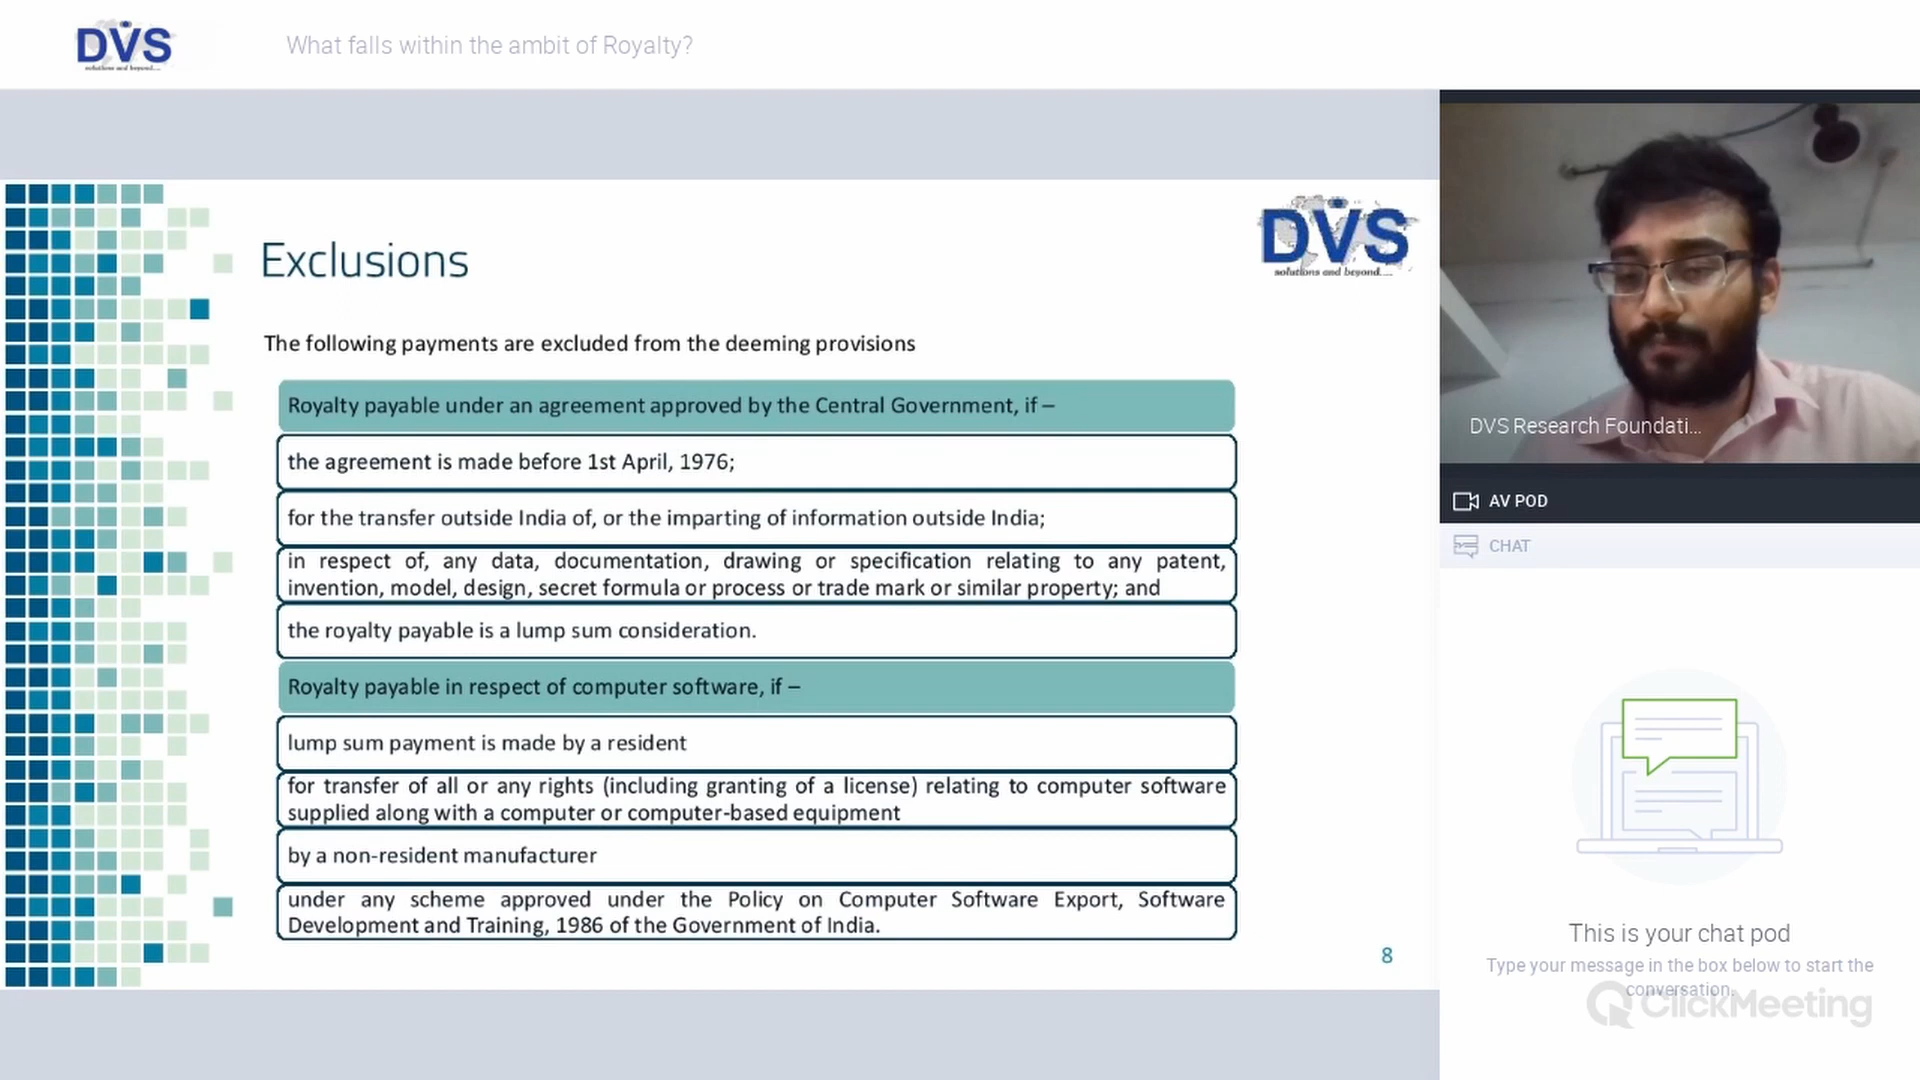 DVS
solutions and beyond....
What falls within the ambit of Royalty?
DVS
solutions and beyond....
Exclusions
The following payments are excluded from the deeming provisions
Royalty payable under an agreement approved by the Central Government, if –
the agreement is made before 1st April, 1976;
for the transfer outside India of, or the imparting of information outside India;
in respect of, any data, documentation, drawing or specification relating to any patent,
invention, model, design, secret formula or process or trade mark or similar property; and
the royalty payable is a lump sum consideration.
Royalty payable in respect of computer software, if –
lump sum payment is made by a resident
for transfer of all or any rights (including granting of a license) relating to computer software
supplied along with a computer or computer-based equipment
by a non-resident manufacturer
under any scheme approved under the Policy on Computer Software Export, Software
Development and Training, 1986 of the Government of India.
8
DVS Research Foundati...
AV POD
CHAT
This is your chat pod
Type your message in the box below to start the
conversation.
ClickMeeting